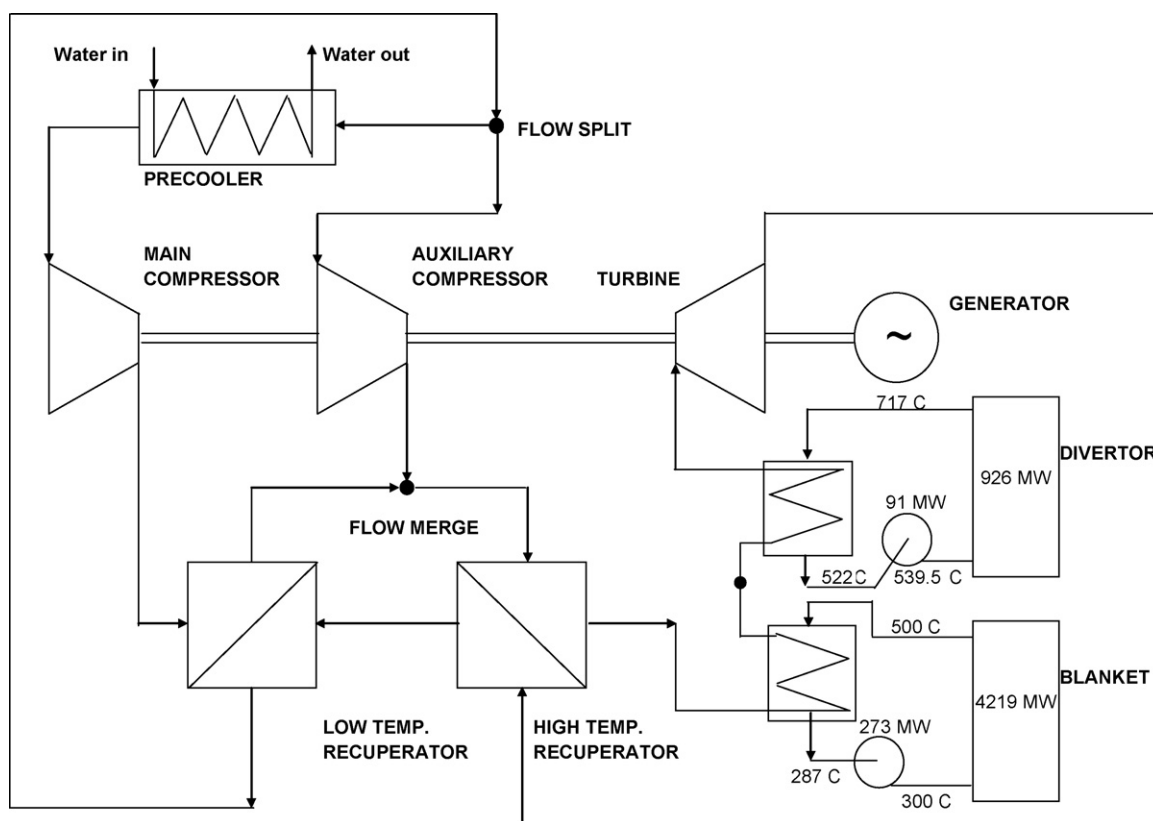 Water in
Water out
FLOW SPLIT
PRECOOLER
MAIN
COMPRESSOR
AUXILIARY
COMPRESSOR
TURBINE
GENERATOR
~
717 C
DIVERTOR
926 MW
91 MW
FLOW MERGE
522C
539.5 C
500 C
BLANKET
4219 MW
LOW TEMP.
RECUPERATOR
HIGH TEMP.
RECUPERATOR
273 MW
287 C
300 C